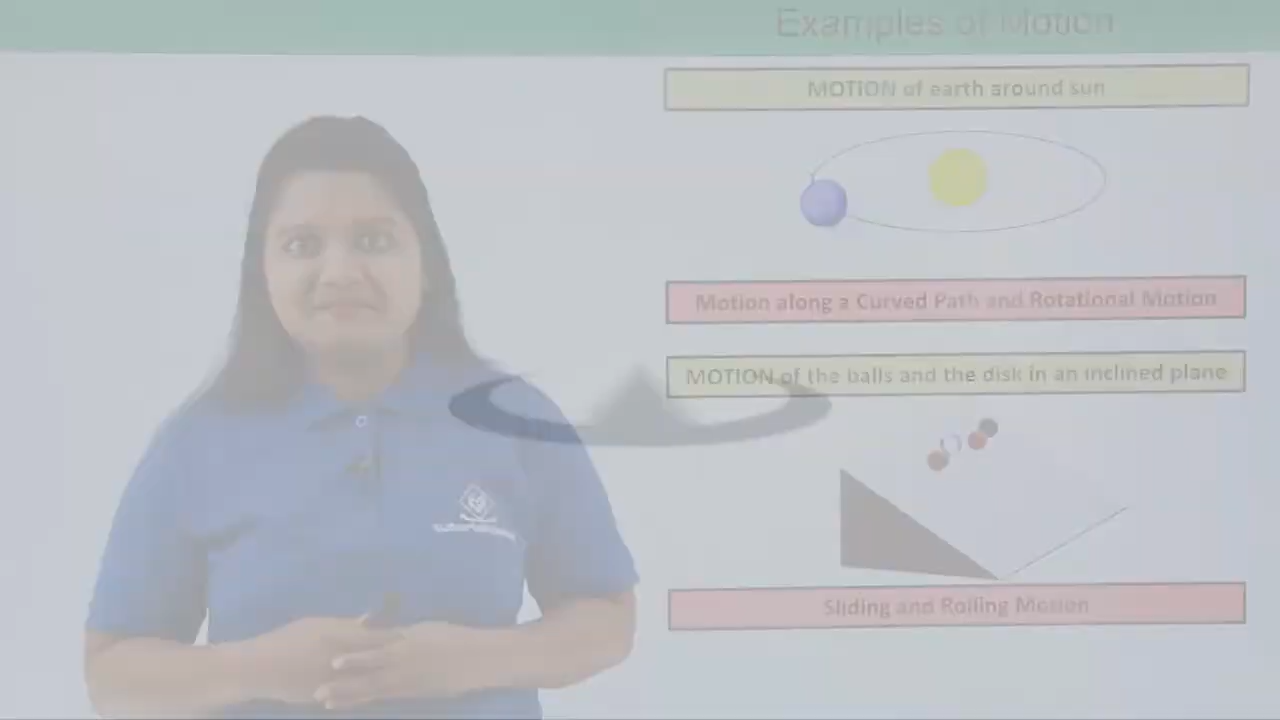 Examples of Motion
MOTION of earth around sun
Motion along a Curved Path and Rotational Motion
MOTION of the balls and the disk in an inclined plane
Sliding and Rolling Motion